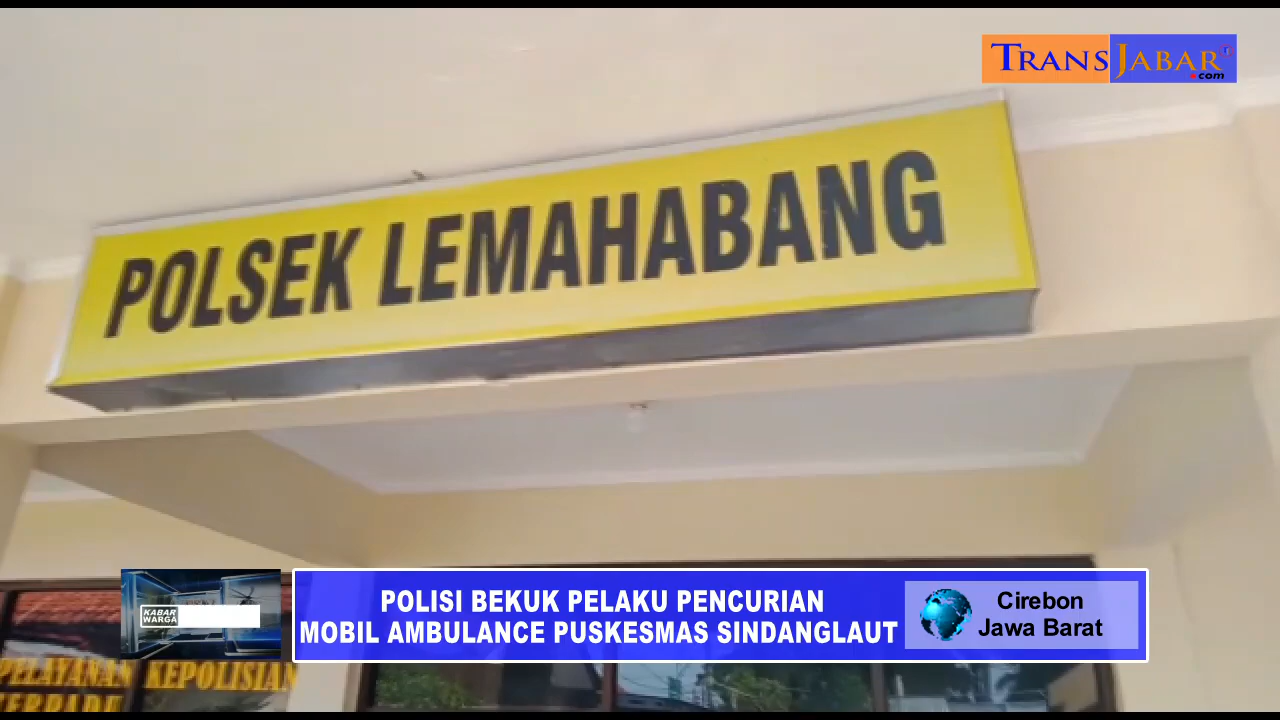 TRANSJABAR
.com
POLSEK LEMAHABANG
PELAYANAN KEPOLISIAN
TERPADU
KABAR
WARGA
POLISI BEKUK PELAKU PENCURIAN
MOBIL AMBULANCE PUSKESMAS SINDANGLAUT
Cirebon
Jawa Barat